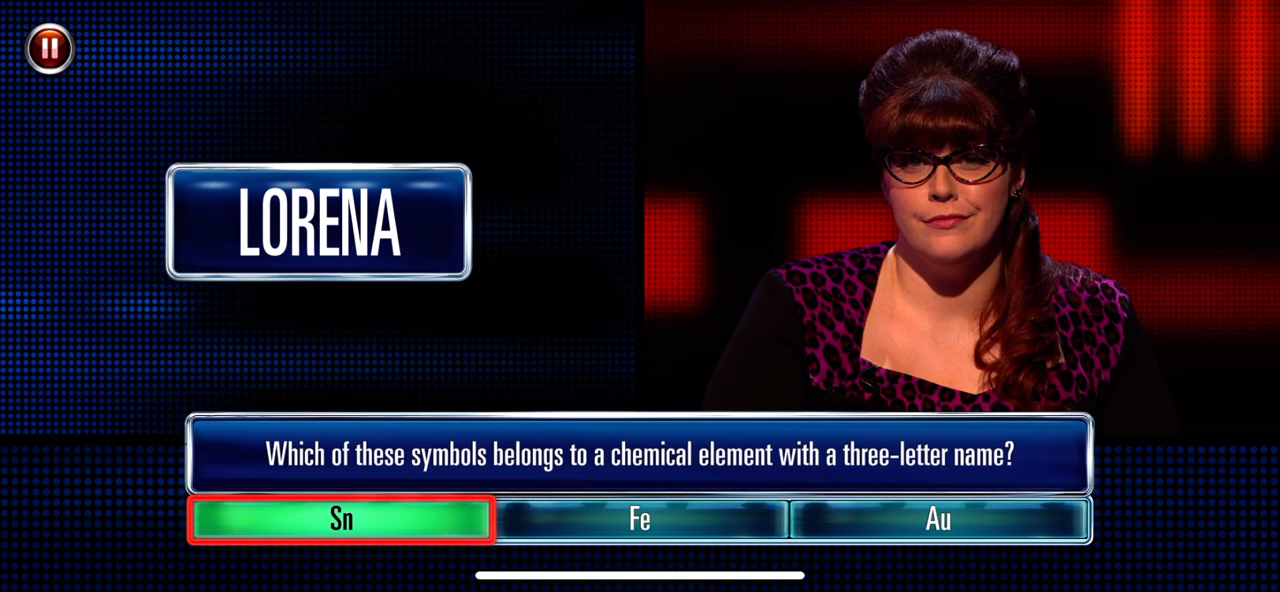 LORENA
Which of these symbols belongs to a chemical element with a three-letter name?
Sn
Fe
Au